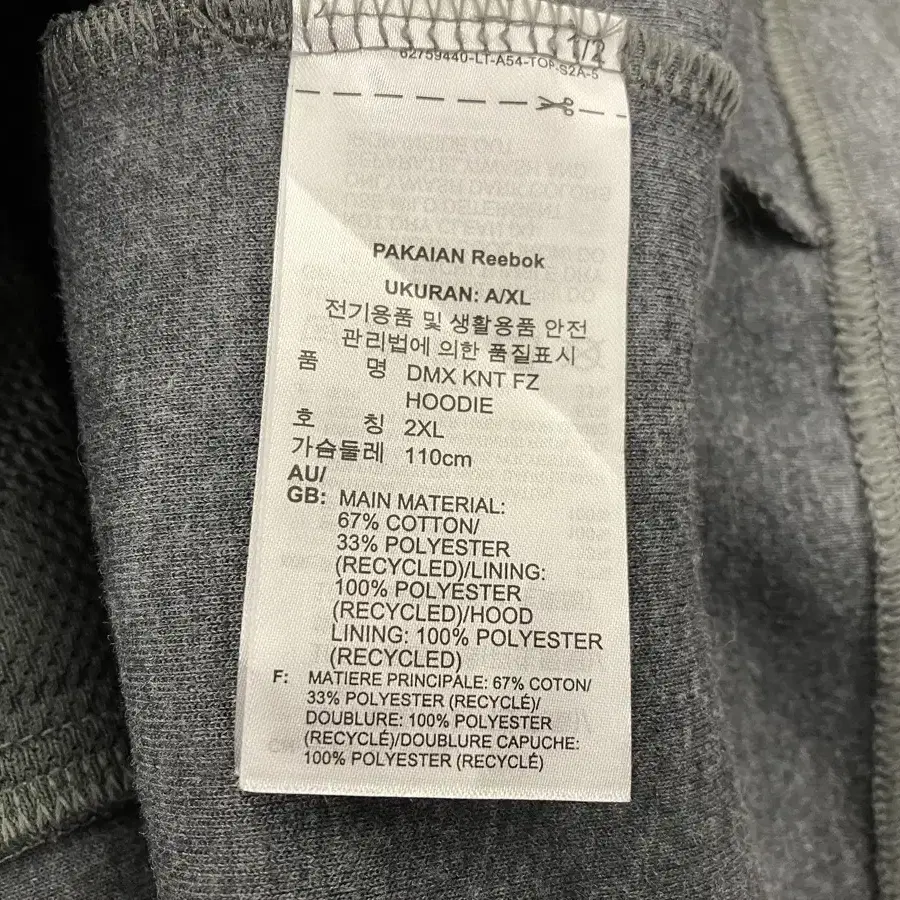 1/2
62759440-LT-A54-TOP-S2A-5
PAKAIAN Reebok
UKURAN: A/XL
전기용품 및 생활용품 안전
관리법에 의한 품질표시
품 명 DMX KNT FZ
HOODIE
호 칭 2XL
가슴둘레 110cm
AU/
GB: MAIN MATERIAL:
67% COTTON/
33% POLYESTER
(RECYCLED)/LINING:
100% POLYESTER
(RECYCLED)/HOOD
LINING: 100% POLYESTER
(RECYCLED)
F: MATIERE PRINCIPALE: 67% COTON/
33% POLYESTER (RECYCLÉ)/
DOUBLURE: 100% POLYESTER
(RECYCLÉ)/DOUBLURE CAPUCHE:
100% POLYESTER (RECYCLÉ)